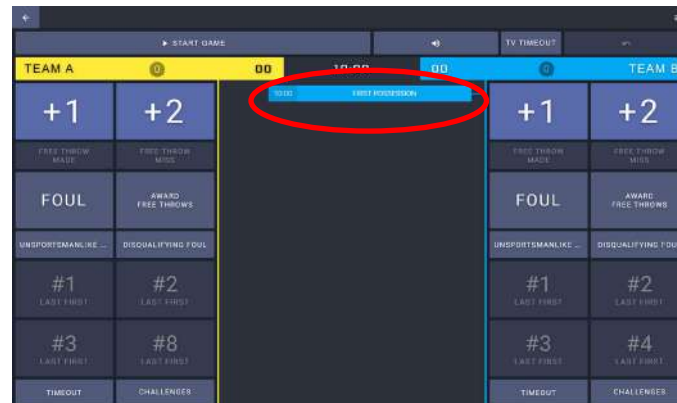 START GAME
TV TIMEOUT
TEAM A 0 00 10:00 00 0 TEAM B
10:00 FIRST POSSESSION
+1 +2 +1 +2
FREE THROW MADE FREE THROW MISS FREE THROW MADE FREE THROW MISS
FOUL AWARD FREE THROWS FOUL AWARD FREE THROWS
UNSPORTSMANLIKE ... DISQUALIFYING FOUL UNSPORTSMANLIKE ... DISQUALIFYING FOU
#1 #2 #1 #2
LAST FIRST LAST FIRST LAST FIRST LAST FIRST
#3 #8 #3 #4
LAST FIRST LAST FIRST LAST FIRST LAST FIRST
TIMEOUT CHALLENGES TIMEOUT CHALLENGES